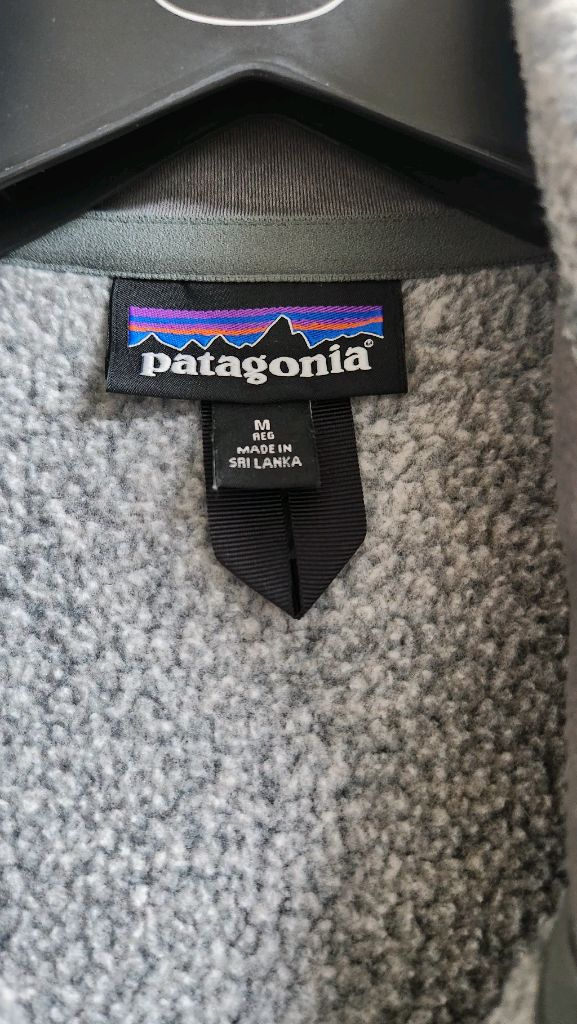 patagonia®
M
REG
MADE IN
SRI LANKA